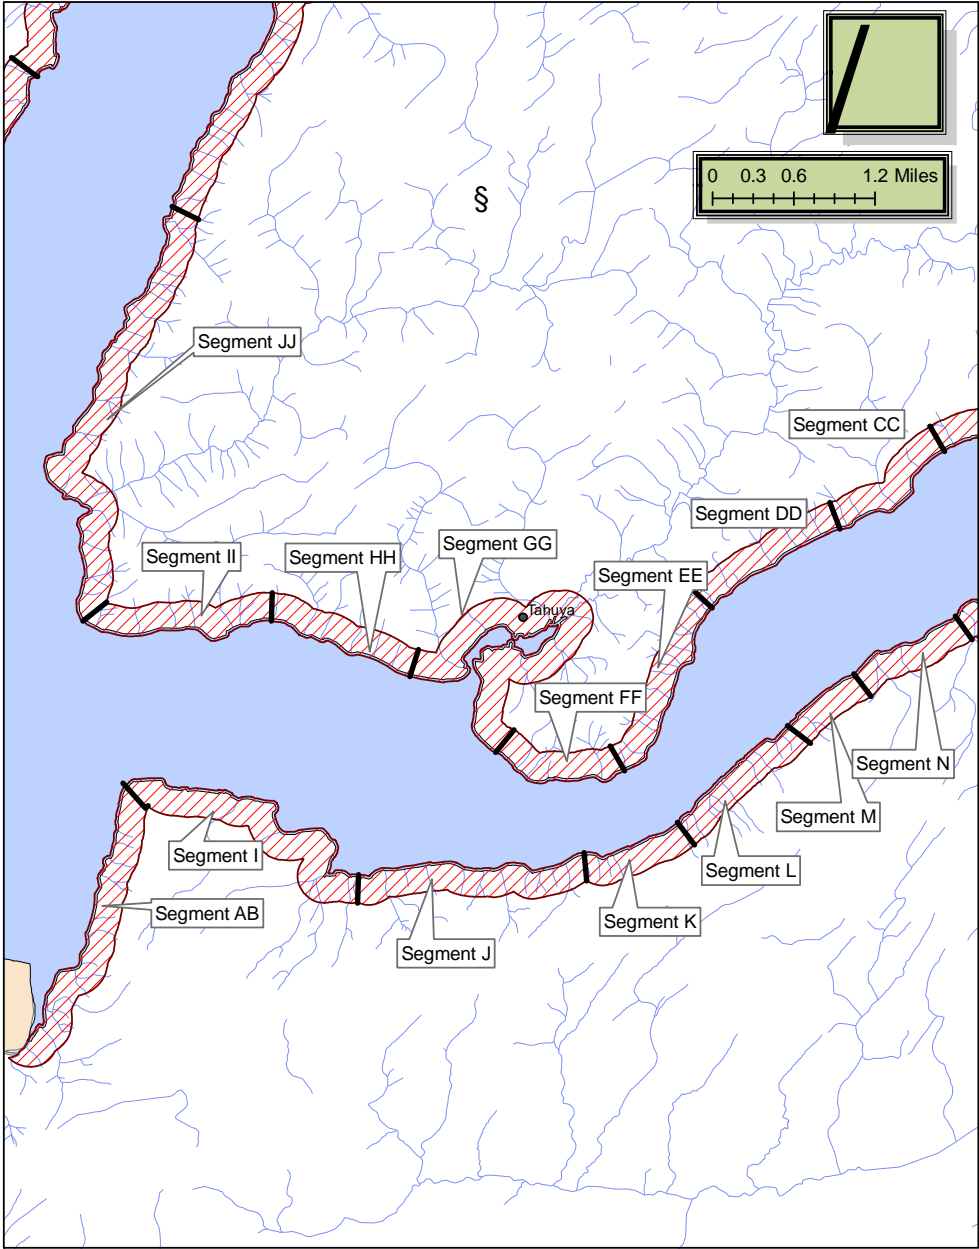 0 0.3 0.6 1.2 Miles
§
Segment JJ
Segment CC
Segment DD
Segment GG
Segment II
Segment HH
Segment EE
Tahuya
Segment FF
Segment N
Segment M
Segment I
Segment L
Segment AB
Segment K
Segment J